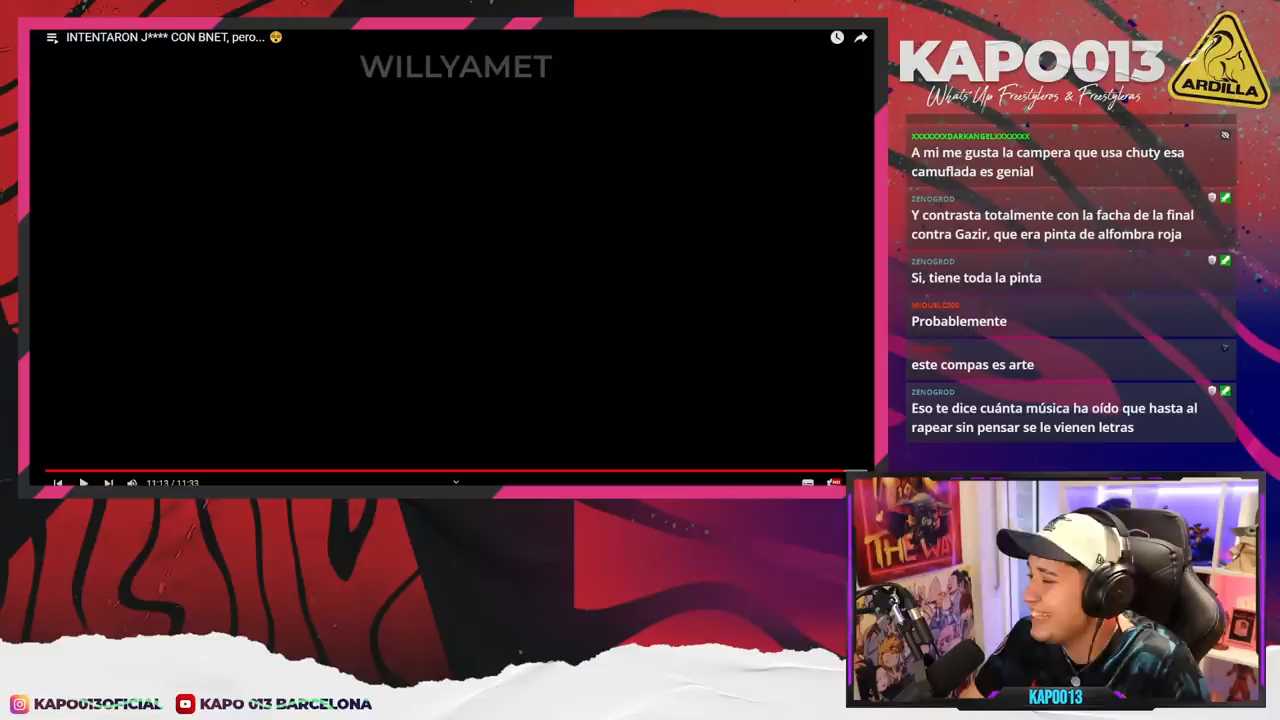 INTENTARON J**** CON BNET, pero... 😵
WILLYAMET
11:13 / 11:33
KAPO013
What's Up Freestyleros & Freestyleras
ARDILLA
XXXXXXXDARKANGELXXXXXXX
A mi me gusta la campera que usa chuty esa
camuflada es genial
ZENOGROD
Y contrasta totalmente con la facha de la final
contra Gazir, que era pinta de alfombra roja
ZENOGROD
Si, tiene toda la pinta
Probablemente
este compas es arte
ZENOGROD
Eso te dice cuánta música ha oído que hasta al
rapear sin pensar se le vienen letras
THE WAY
KAPO013
KAPO013OFICIAL
KAPO 013 BARCELONA